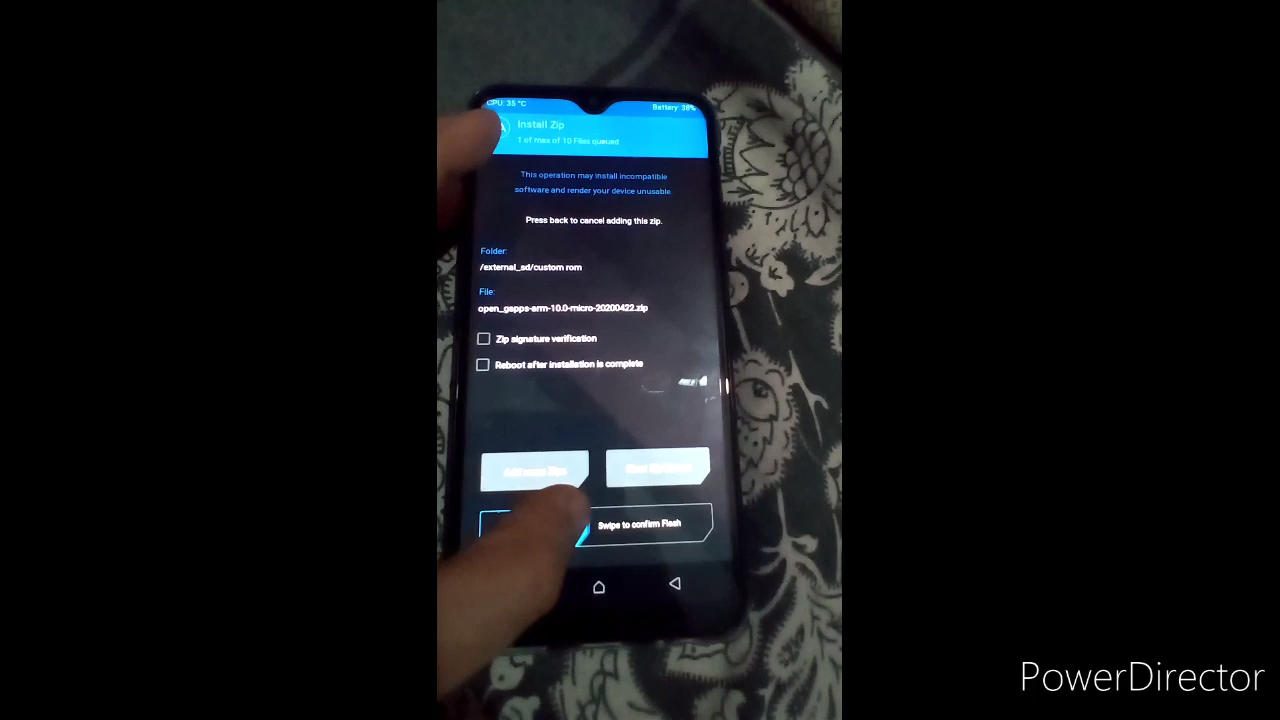 CPU: 35 °C
Battery: 38%
Install Zip
1 of max of 10 Files queued
This operation may install incompatible
software and render your device unusable.
Press back to cancel adding this zip.
Folder:
/external_sd/custom rom
File:
open_gapps-arm-10.0-micro-20200422.zip
Zip signature verification
Reboot after installation is complete
Add more Zips
Swipe to confirm Flash
PowerDirector